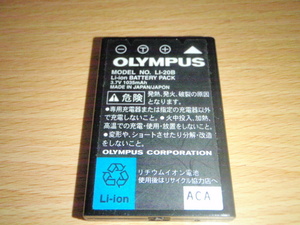 OLYMPUS
MODEL NO. LI-20B
Li-ion BATTERY PACK
3.7V 1035mAh
MADE IN JAPAN/JAPON
危険
発熱、発火、破裂の原因
となります。
●専用充電器または指定の充電器以外
で充電しないこと。●火中投入、加熱、
高温での充電・使用・放置をしないこと。
●変形や、ショートさせたり分解・改造
をしないこと。
OLYMPUS CORPORATION
Li-ion
リチウムイオン電池
使用後はリサイクル協力店へ
ACA